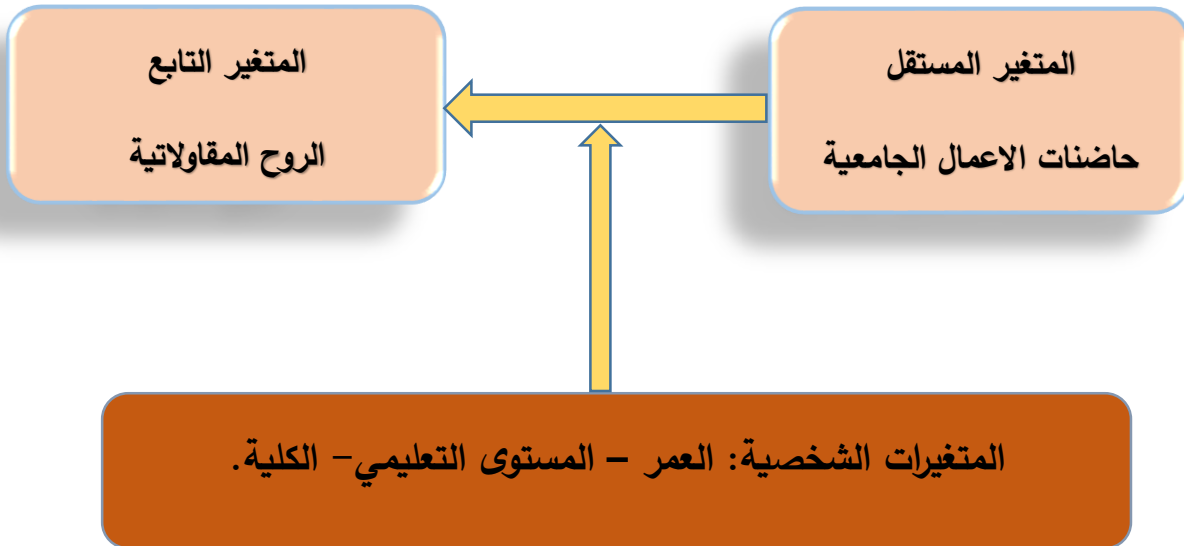 المتغير المستقل
حاضنات الاعمال الجامعية
المتغير التابع
الروح المقاولاتية
المتغيرات الشخصية: العمر – المستوى التعليمي– الكلية.